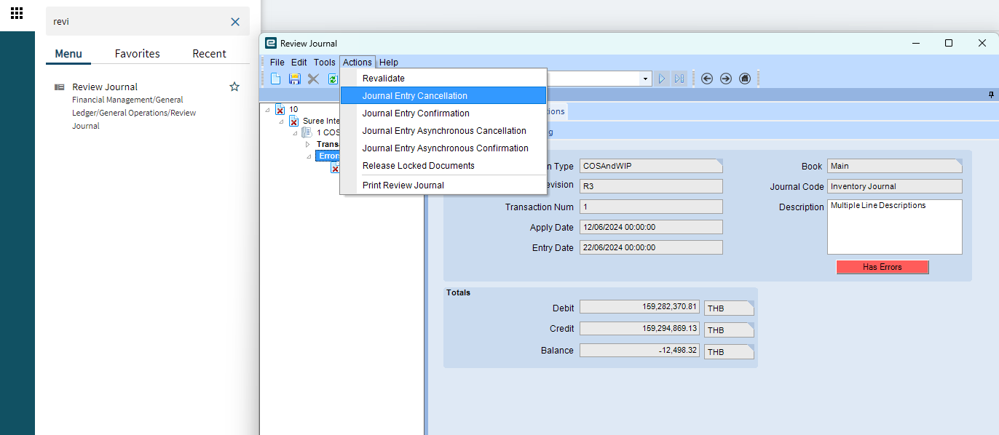 revi
Menu Favorites Recent
Review Journal
Financial Management/General
Ledger/General Operations/Review
Journal
Review Journal
File Edit Tools Actions Help
Revalidate
Journal Entry Cancellation
Journal Entry Confirmation
Journal Entry Asynchronous Cancellation
Journal Entry Asynchronous Confirmation
Release Locked Documents
Print Review Journal
10
Suree Inte
1 COS
Trans
Errors
Type COSAndWIP
R3
Transaction Num 1
Apply Date 12/06/2024 00:00:00
Entry Date 22/06/2024 00:00:00
Book Main
Journal Code Inventory Journal
Description Multiple Line Descriptions
Has Errors
Totals
Debit 159,282,370.81 THB
Credit 159,294,869.13 THB
Balance -12,498.32 THB